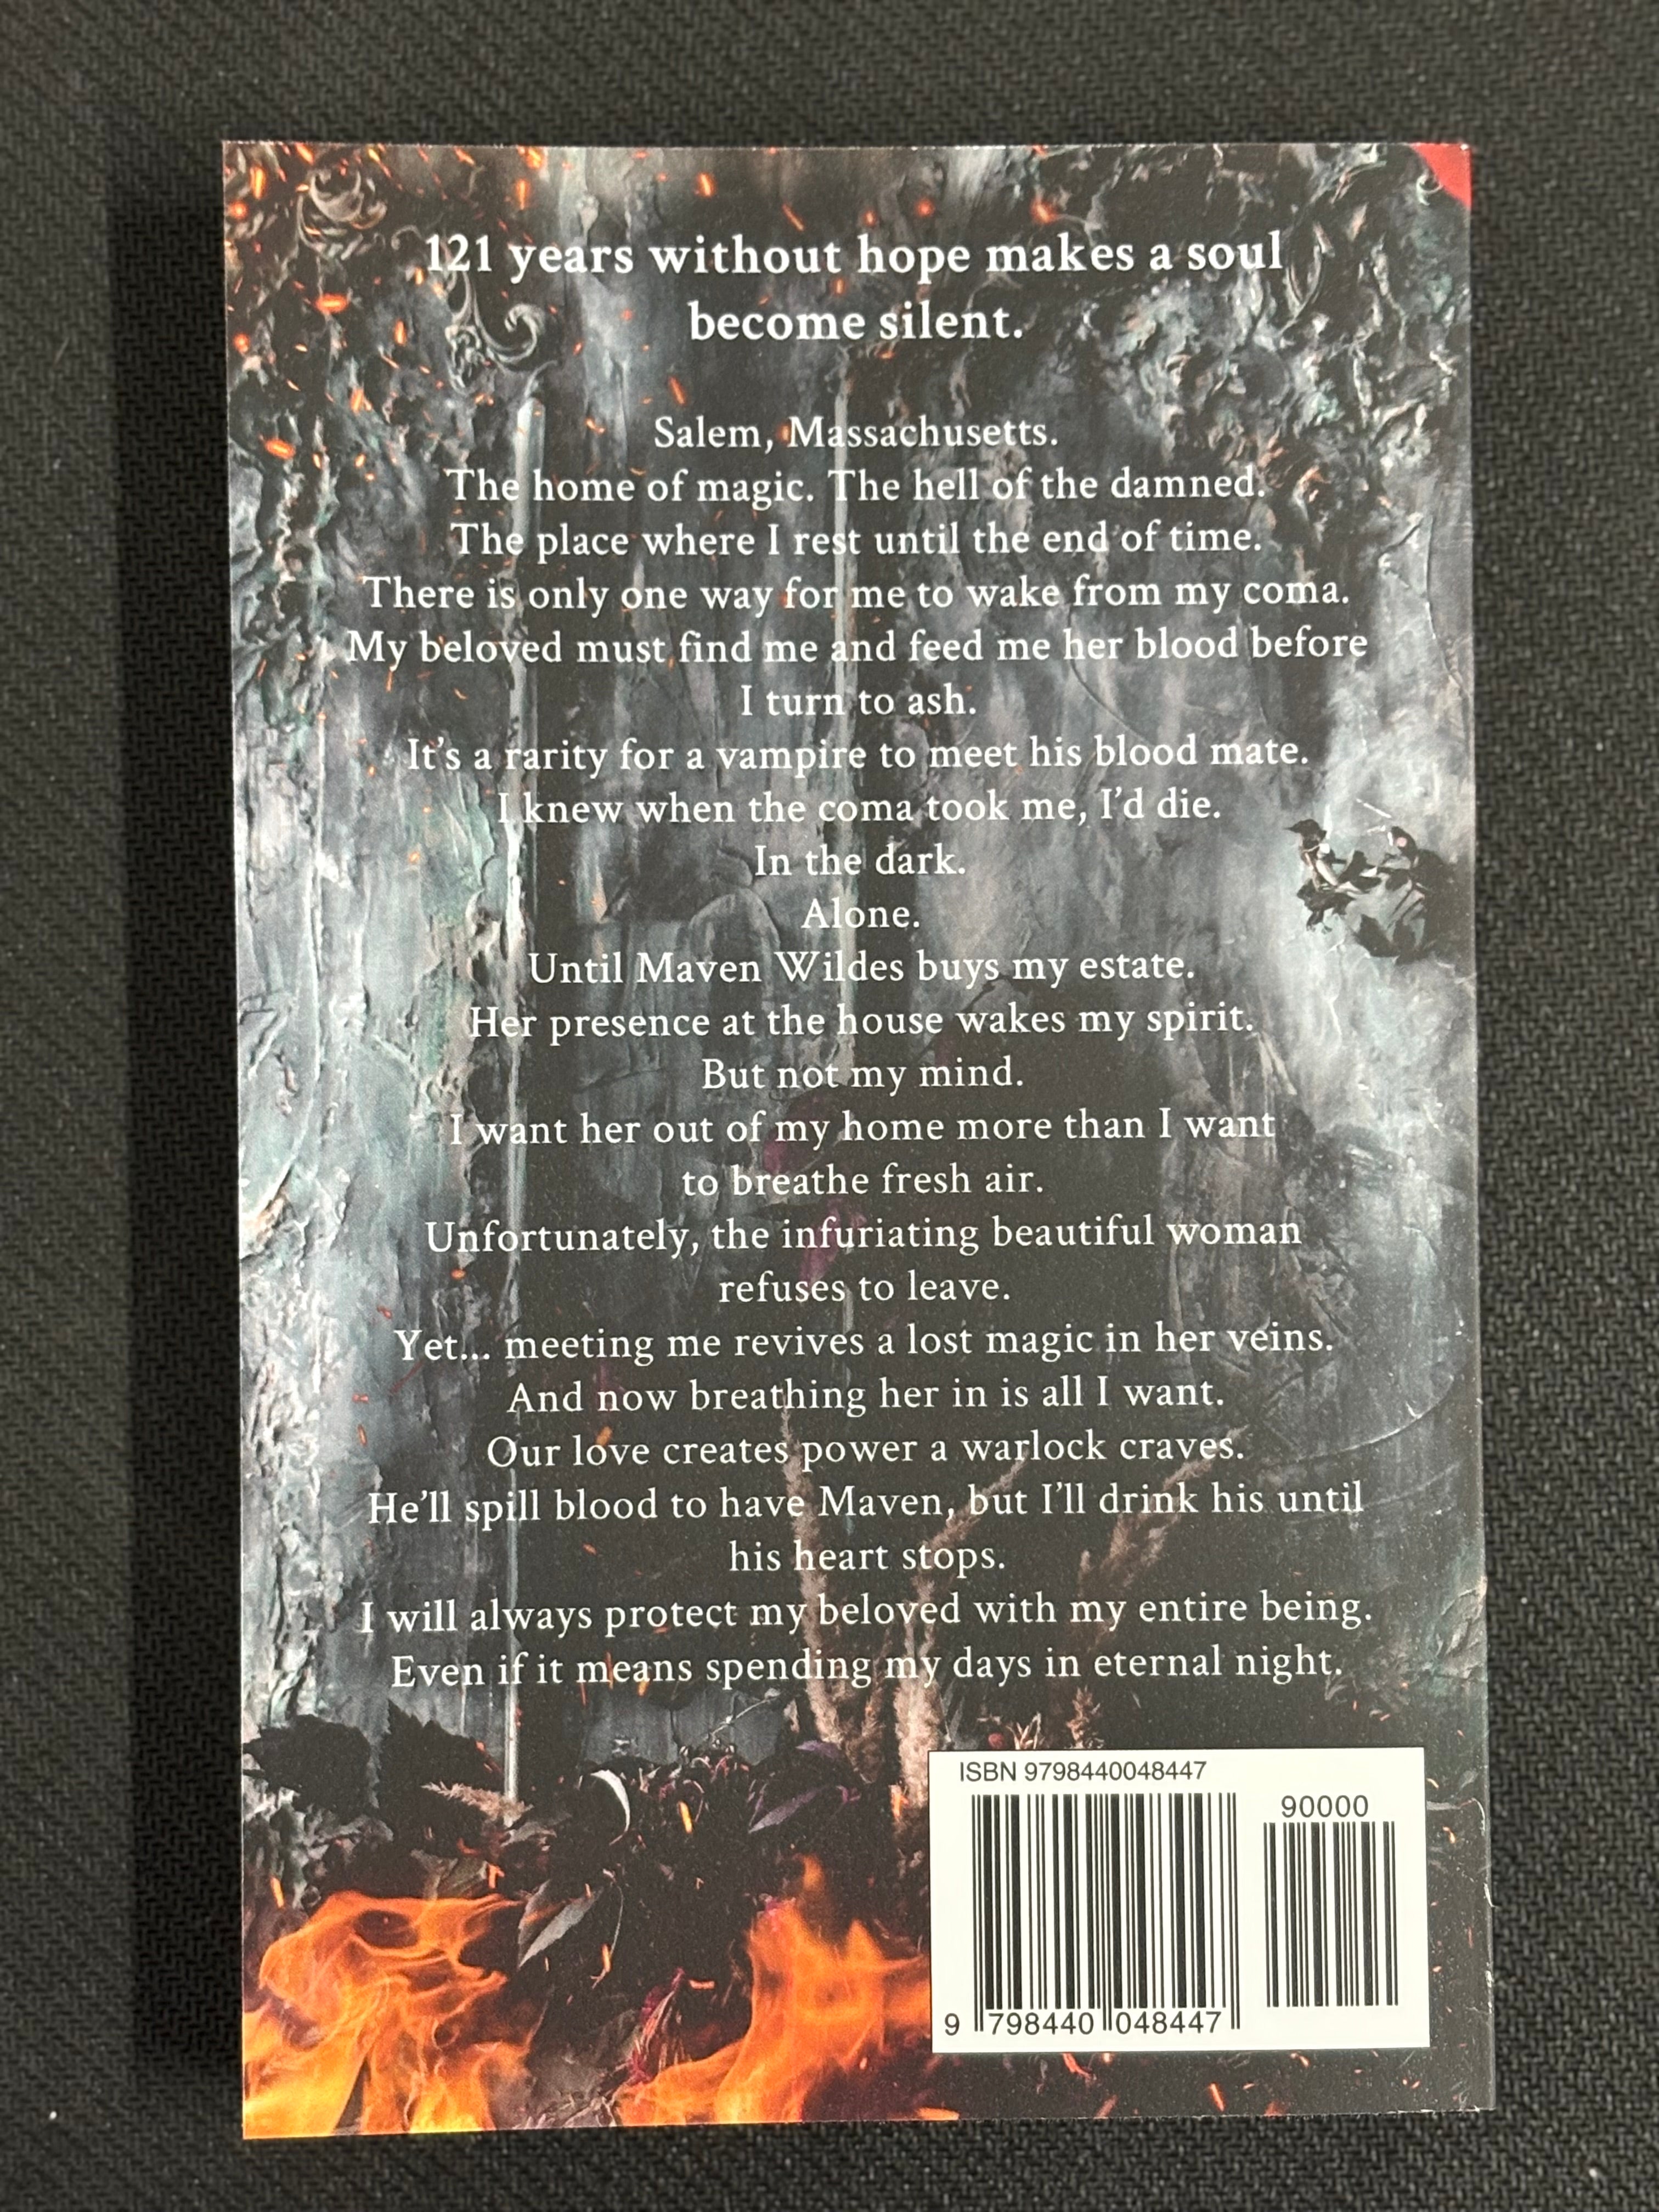 121 years without hope makes a soul
become silent.
Salem, Massachusetts.
The home of magic. The hell of the damned.
The place where I rest until the end of time.
There is only one way for me to wake from my coma.
My beloved must find me and feed me her blood before
I turn to ash.
It's a rarity for a vampire to meet his blood mate.
I knew when the coma took me, I'd die.
In the dark.
Alone.
Until Maven Wildes buys my estate.
Her presence at the house wakes my spirit.
But not my mind.
I want her out of my home more than I want
to breathe fresh air.
Unfortunately, the infuriating beautiful woman
refuses to leave.
Yet... meeting me revives a lost magic in her veins.
And now breathing her in is all I want.
Our love creates power a warlock craves.
He'll spill blood to have Maven, but I'll drink his until
his heart stops.
I will always protect my beloved with my entire being.
Even if it means spending my days in eternal night.
ISBN 9798440048447
90000
9 798440 048447